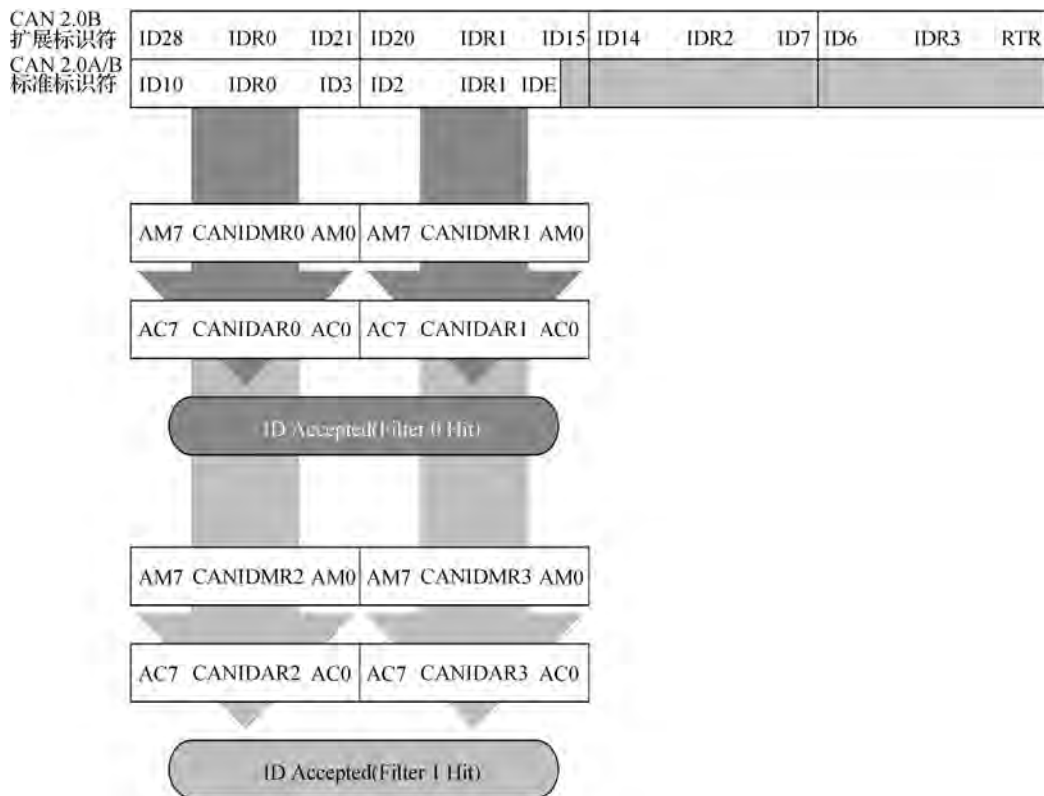 CAN 2.0B
扩展标识符 ID28 IDR0 ID21 ID20 IDR1 ID15 ID14 IDR2 ID7 ID6 IDR3 RTR
CAN 2.0A/B
标准标识符 ID10 IDR0 ID3 ID2 IDR1 IDE
AM7 CANIDMR0 AM0 AM7 CANIDMR1 AM0
AC7 CANIDAR0 AC0 AC7 CANIDAR1 AC0
ID Accepted(Filter 0 Hit)
AM7 CANIDMR2 AM0 AM7 CANIDMR3 AM0
AC7 CANIDAR2 AC0 AC7 CANIDAR3 AC0
ID Accepted(Filter 1 Hit)